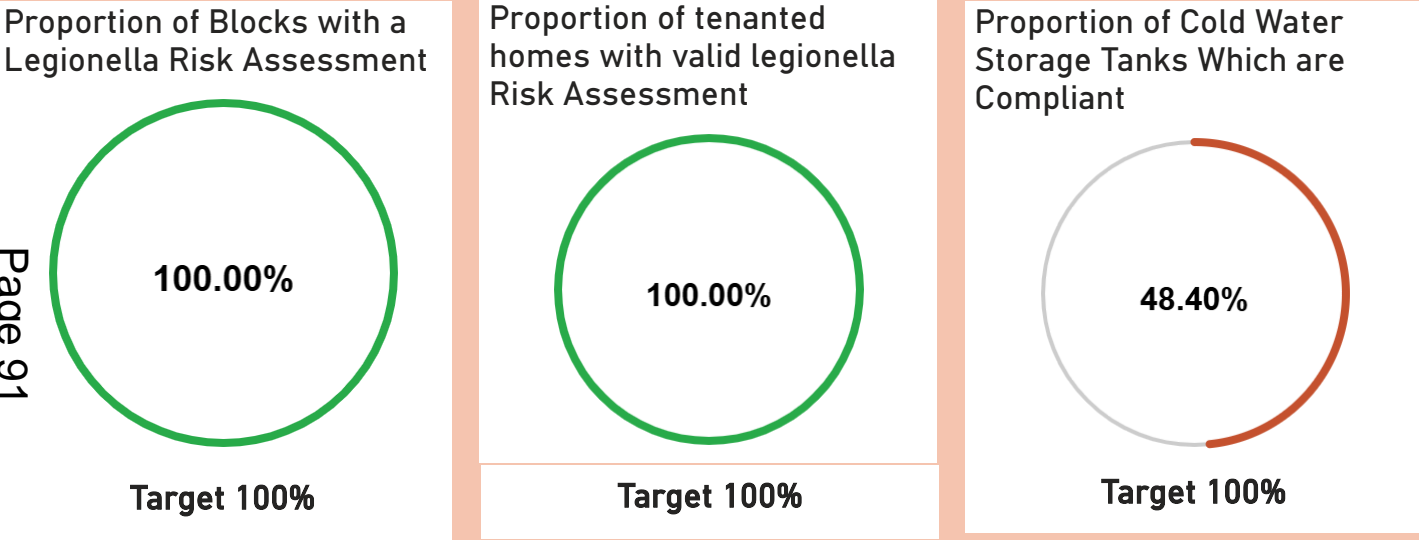 Proportion of Blocks with a
Legionella Risk Assessment
100.00%
Target 100%
Proportion of tenanted
homes with valid legionella
Risk Assessment
100.00%
Target 100%
Proportion of Cold Water
Storage Tanks Which are
Compliant
48.40%
Target 100%
Page 91